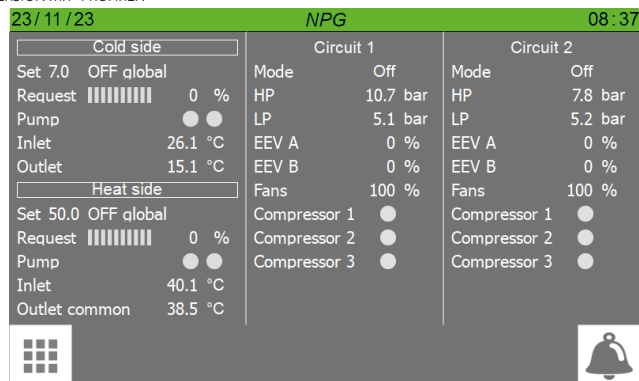 23/11/23 NPG 08:37
Cold side
Set 7.0 OFF global
Request 0 %
Pump
Inlet 26.1 °C
Outlet 15.1 °C
Heat side
Set 50.0 OFF global
Request 0 %
Pump
Inlet 40.1 °C
Outlet common 38.5 °C
Circuit 1
Mode Off
HP 10.7 bar
LP 5.1 bar
EEV A 0 %
EEV B 0 %
Fans 100 %
Compressor 1
Compressor 2
Compressor 3
Circuit 2
Mode Off
HP 7.8 bar
LP 5.2 bar
EEV A 0 %
EEV B 0 %
Fans 100 %
Compressor 1
Compressor 2
Compressor 3